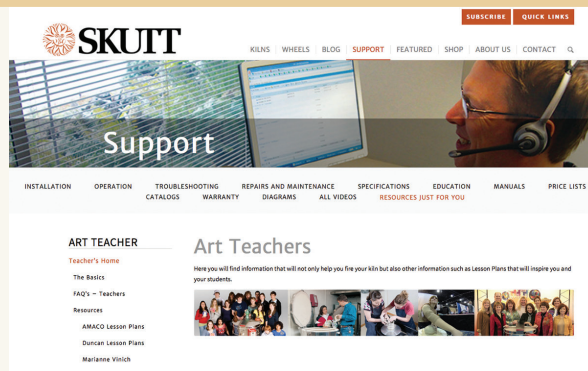 SUBSCRIBE QUICK LINKS
SKUTT
KILNS WHEELS BLOG SUPPORT FEATURED SHOP ABOUT US CONTACT
Support
INSTALLATION OPERATION TROUBLESHOOTING REPAIRS AND MAINTENANCE SPECIFICATIONS EDUCATION MANUALS PRICE LISTS
CATALOGS WARRANTY DIAGRAMS ALL VIDEOS RESOURCES JUST FOR YOU
ART TEACHER
Teacher's Home
The Basics
FAQ's – Teachers
Resources
AMACO Lesson Plans
Duncan Lesson Plans
Marianne Vinich
Art Teachers
Here you will find information that will not only help you fire your kiln but also other information such as Lesson Plans that will inspire you and
your students.